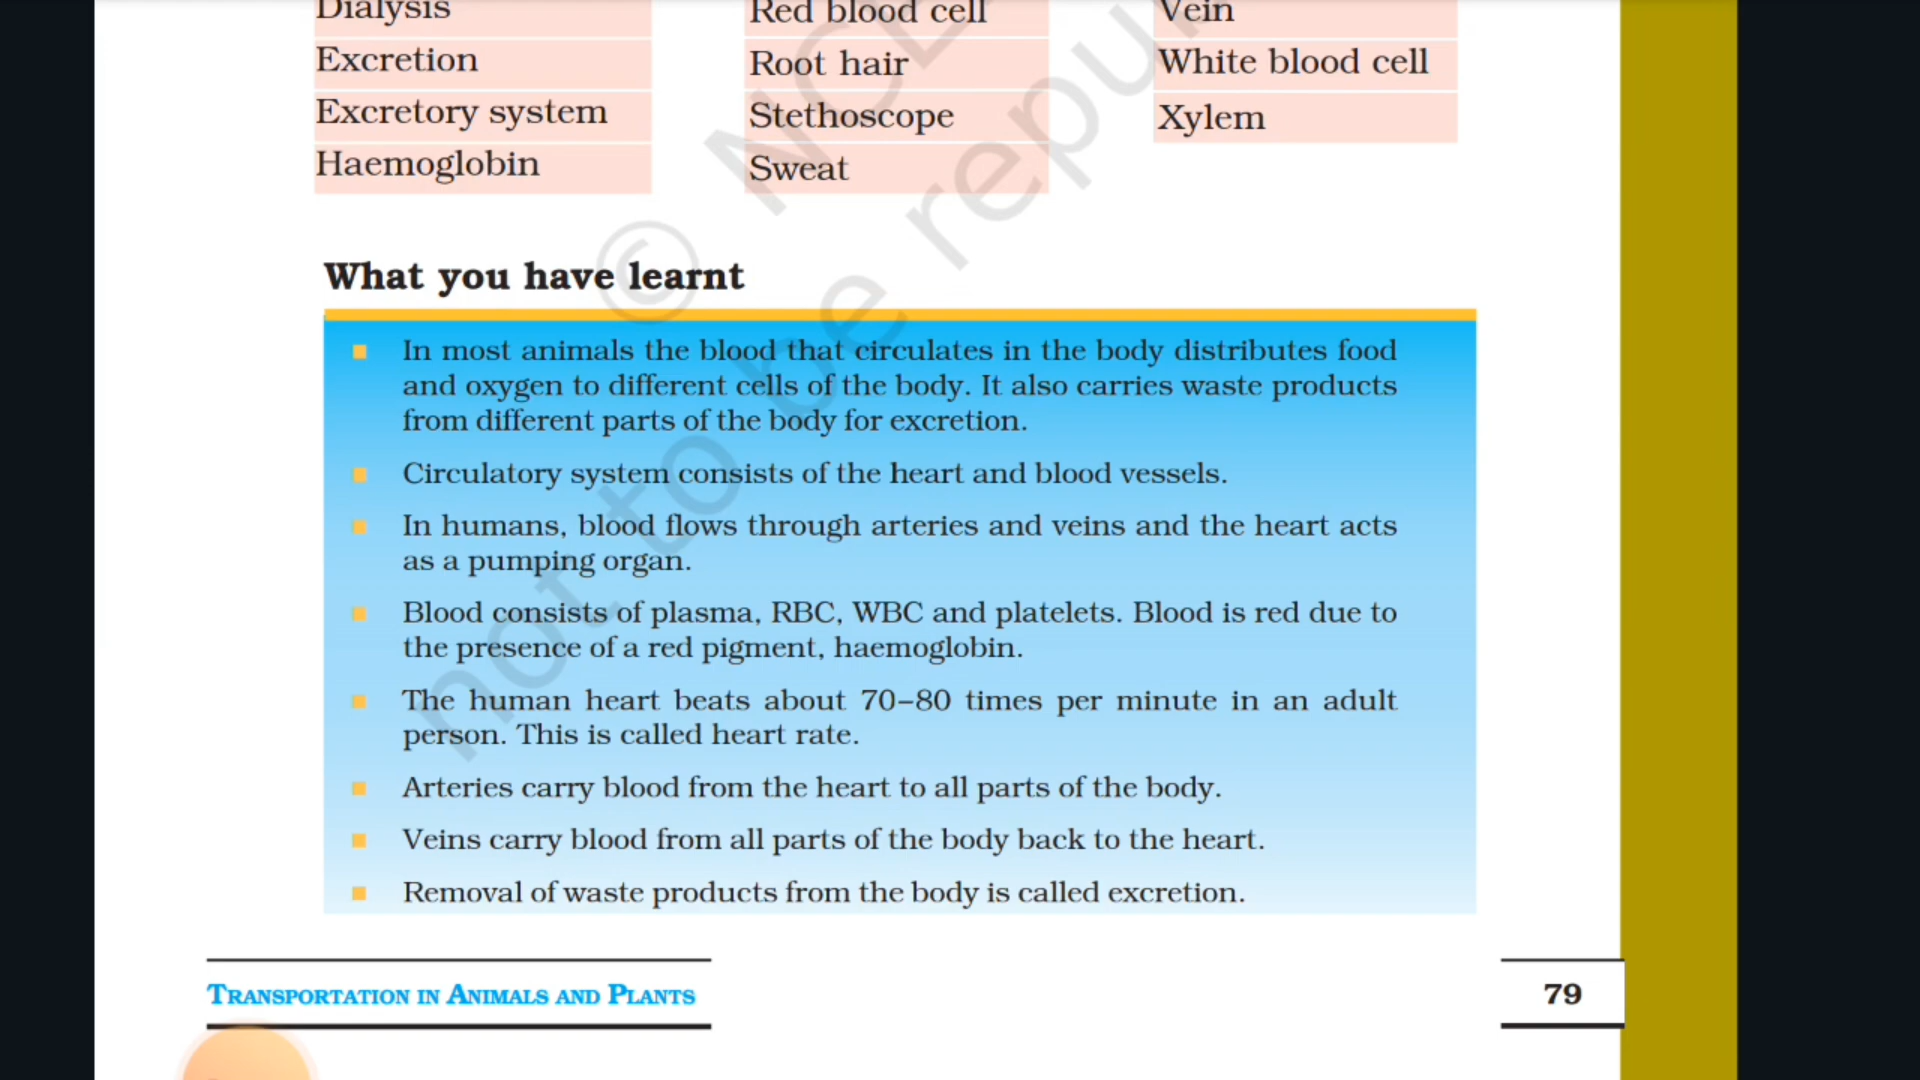 Dialysis
Red blood cell
Vein
Excretion
Root hair
White blood cell
Excretory system
Stethoscope
Xylem
Haemoglobin
Sweat
What you have learnt
In most animals the blood that circulates in the body distributes food
and oxygen to different cells of the body. It also carries waste products
from different parts of the body for excretion.
Circulatory system consists of the heart and blood vessels.
In humans, blood flows through arteries and veins and the heart acts
as a pumping organ.
Blood consists of plasma, RBC, WBC and platelets. Blood is red due to
the presence of a red pigment, haemoglobin.
The human heart beats about 70–80 times per minute in an adult
person. This is called heart rate.
Arteries carry blood from the heart to all parts of the body.
Veins carry blood from all parts of the body back to the heart.
Removal of waste products from the body is called excretion.
TRANSPORTATION IN ANIMALS AND PLANTS
79
©
not to be